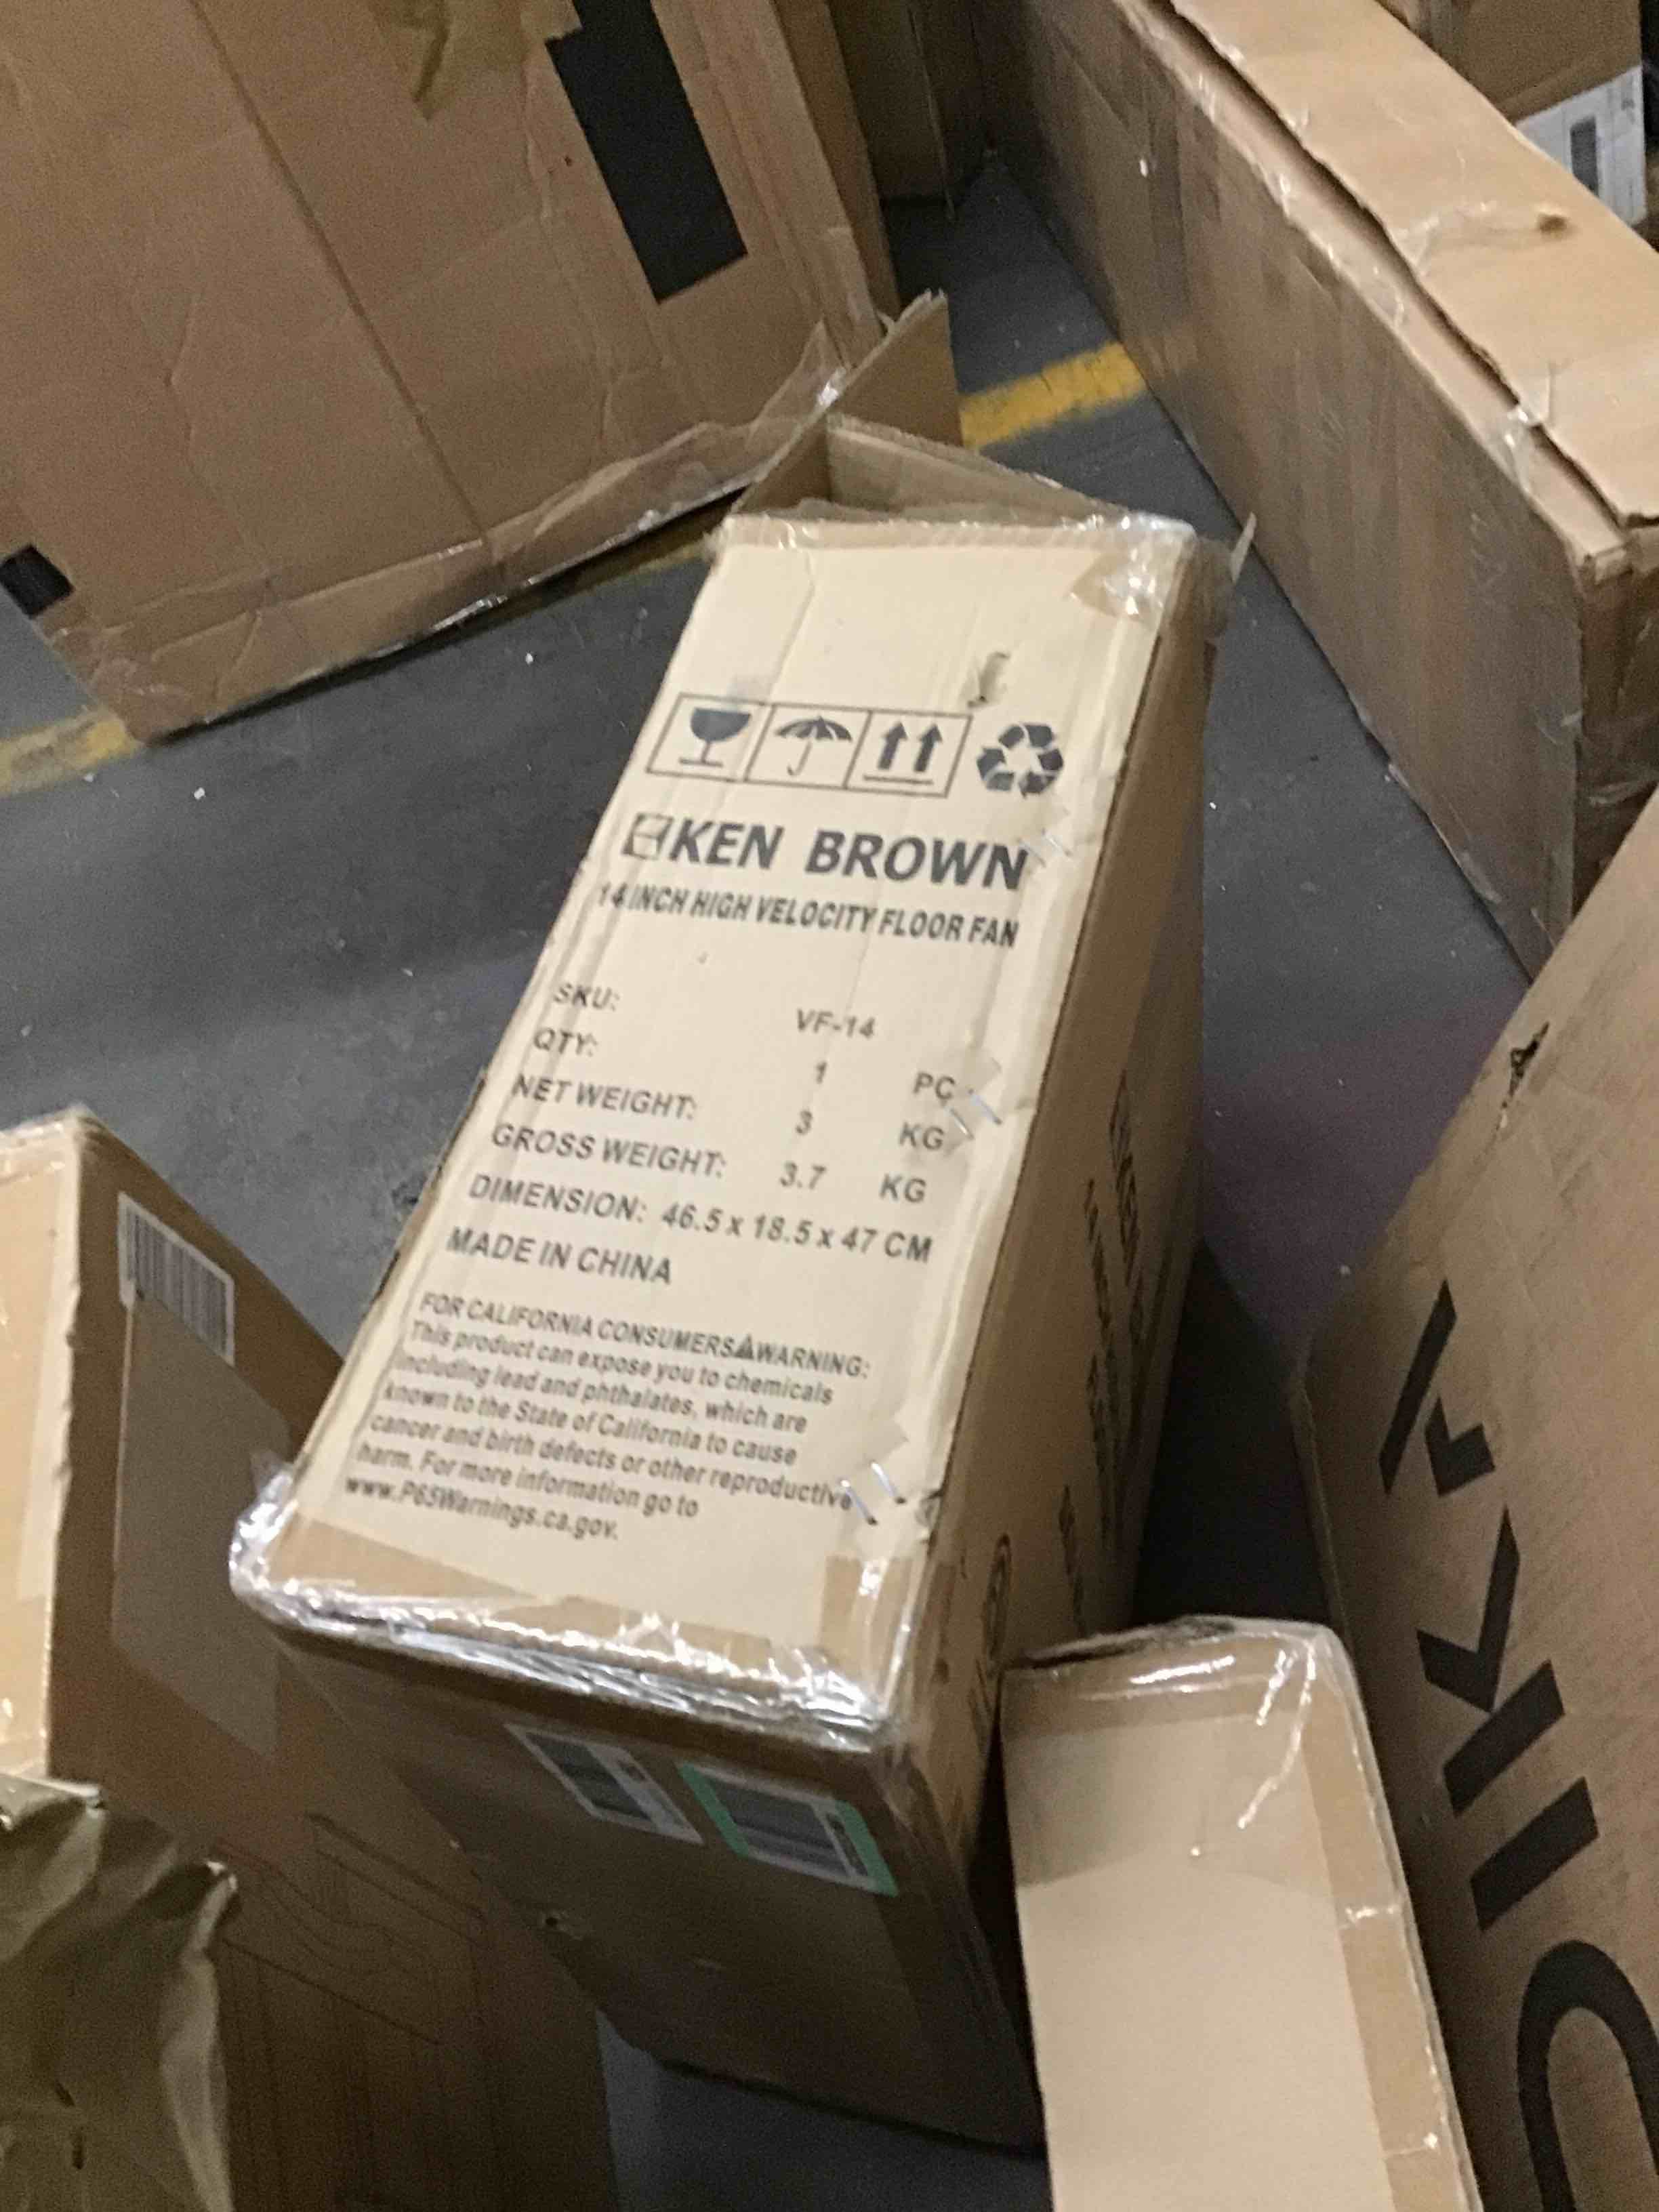 KEN BROWN
14 INCH HIGH VELOCITY FLOOR FAN
SKU: VF-14
QTY: 1 PC
NET WEIGHT: 3 KG
GROSS WEIGHT: 3.7 KG
DIMENSION: 46.5 x 18.5 x 47 CM
MADE IN CHINA
FOR CALIFORNIA CONSUMERS⚠WARNING:
This product can expose you to chemicals
including lead and phthalates, which are
known to the State of California to cause
cancer and birth defects or other reproductive
harm. For more information go to
www.P65Warnings.ca.gov.